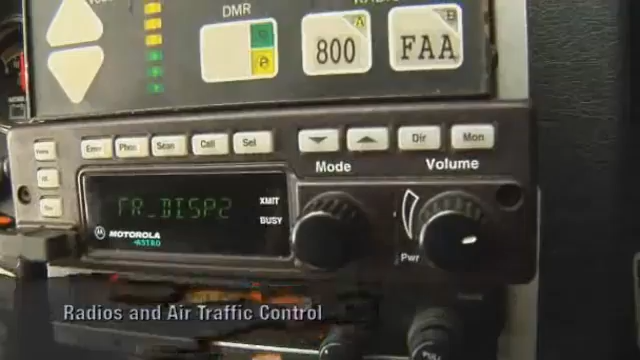 DMR
A
800
B
FAA
Emer Phon Scan Call Sel
Dir Mon
Mode Volume
FR_DISP2
XMIT
BUSY
MOTOROLA
ASTRO
Pwr
Radios and Air Traffic Control